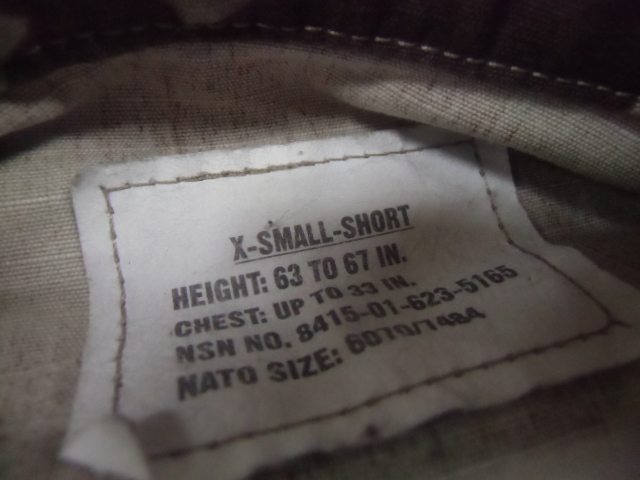 X-SMALL-SHORT
HEIGHT: 63 TO 67 IN.
CHEST: UP TO 33 IN.
NSN NO. 8415-01-623-5165
NATO SIZE: 6070/1484